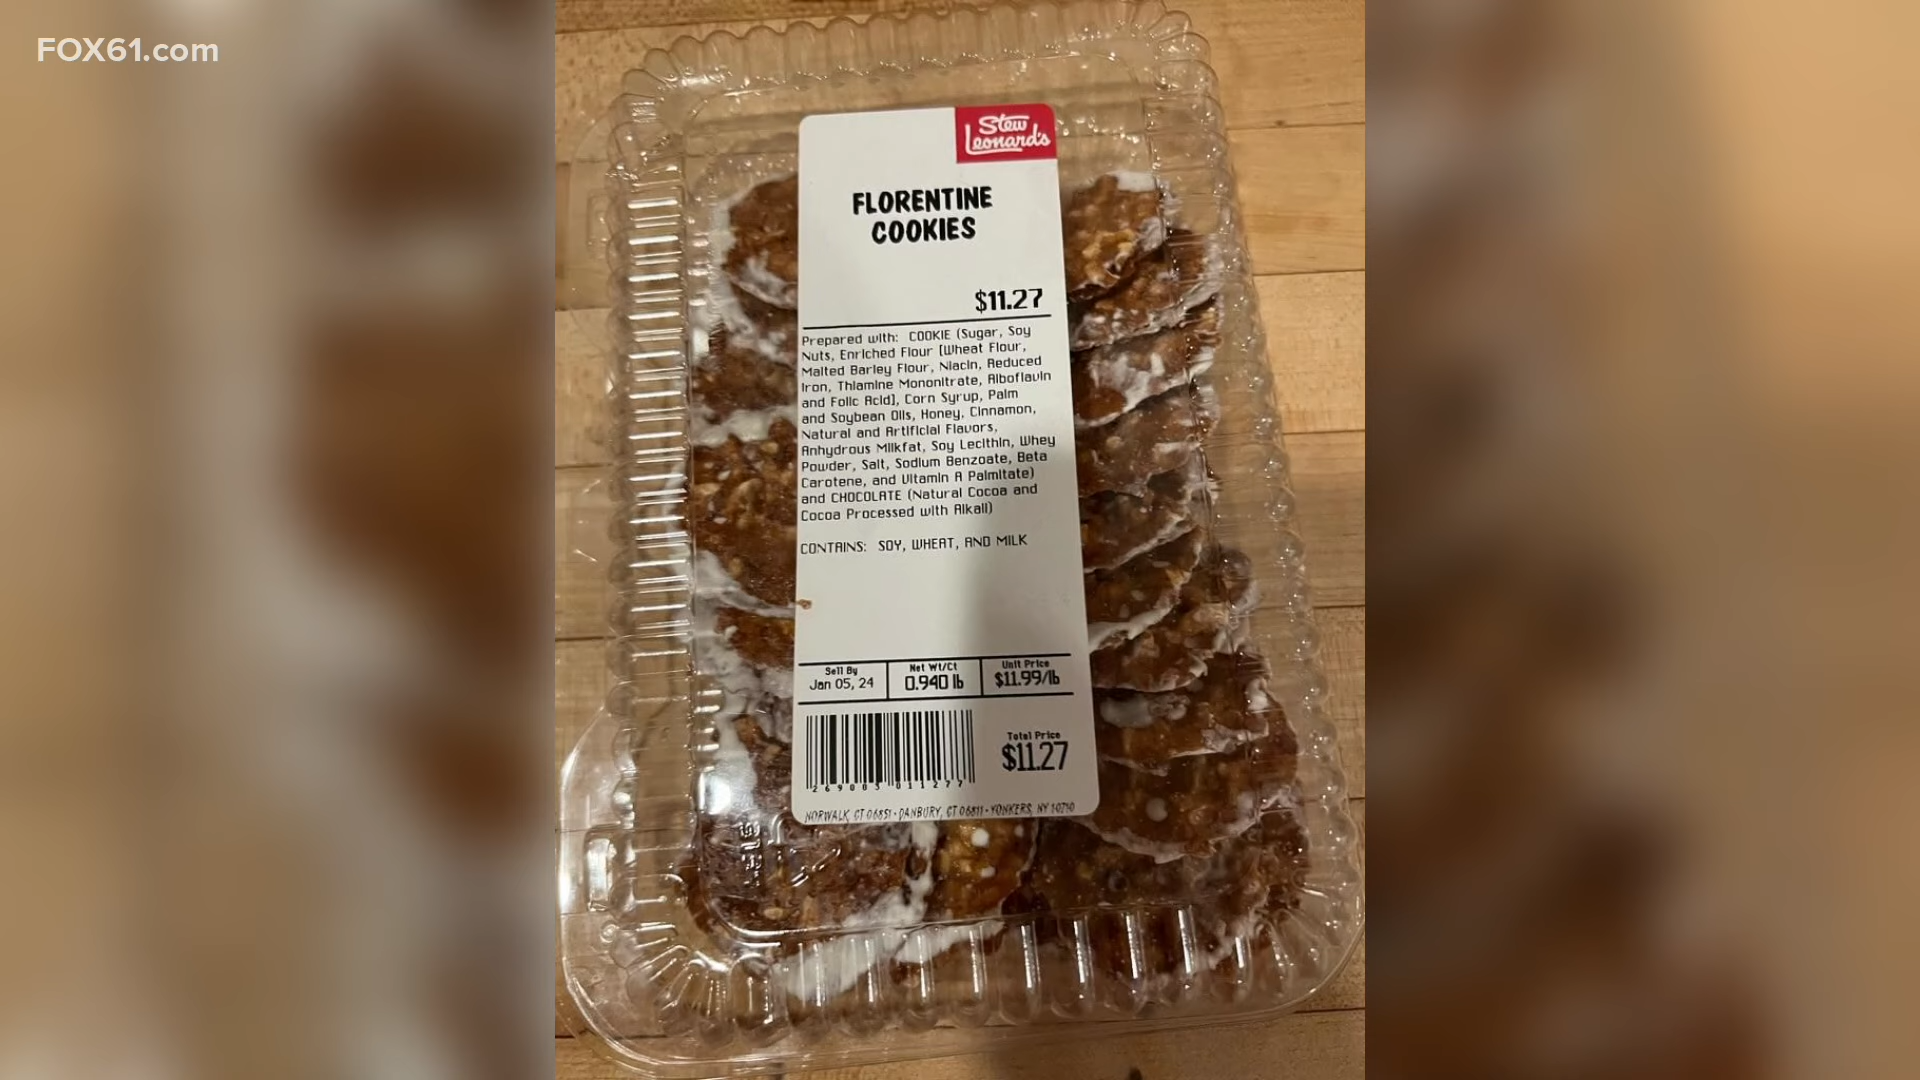 FOX61.com
Stew
Leonard's
FLORENTINE
COOKIES
$11.27
Prepared with: COOKIE (Sugar, Soy
Nuts, Enriched Flour [Wheat Flour,
Malted Barley Flour, Niacin, Reduced
Iron, Thiamine Mononitrate, Riboflavin
and Folic Acid], Corn Syrup, Palm
and Soybean Oils, Honey, Cinnamon,
Natural and Artificial Flavors,
Anhydrous Milkfat, Soy Lecithin, Whey
Powder, Salt, Sodium Benzoate, Beta
Carotene, and Vitamin A Palmitate)
and CHOCOLATE (Natural Cocoa and
Cocoa Processed with Alkali)
CONTAINS: SOY, WHEAT, AND MILK
Sell By Net Wt/Ct Unit Price
Jan 05, 24 0.940 lb $11.99/lb
Total Price
$11.27
2 69003 011277
NORWALK, CT 06851 - DANBURY, CT 06811 - YONKERS, NY 10710